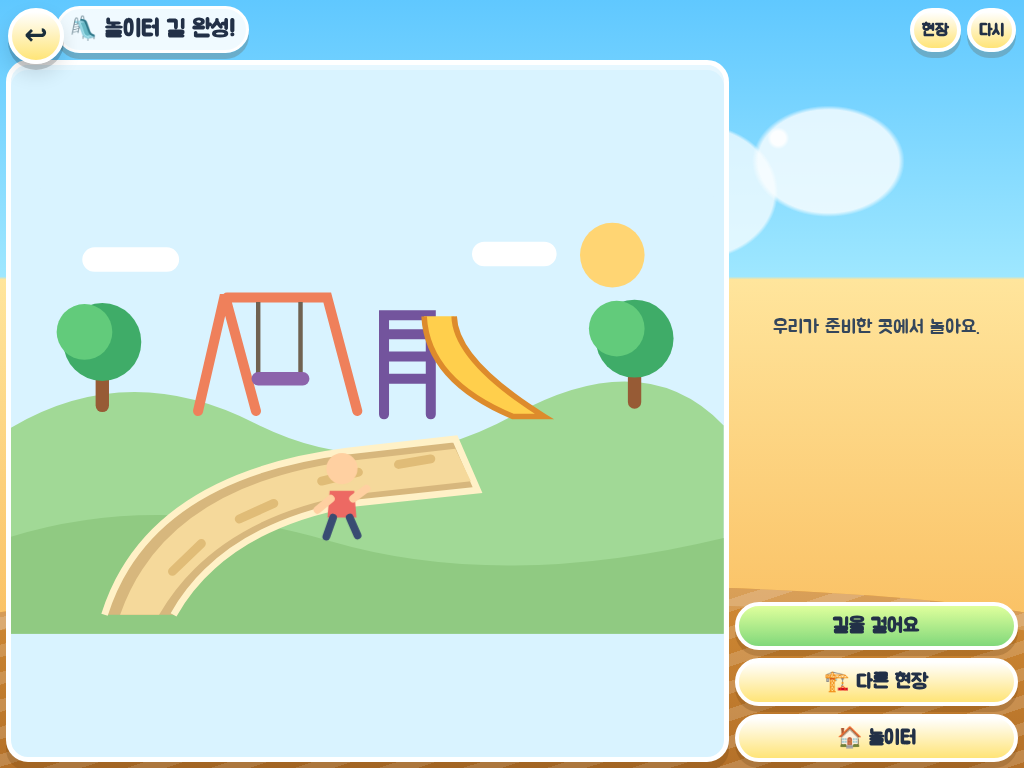 놀이터 길 완성!
현장
다시
우리가 준비한 곳에서 놀아요.
길을 걸어요
다른 현장
놀이터